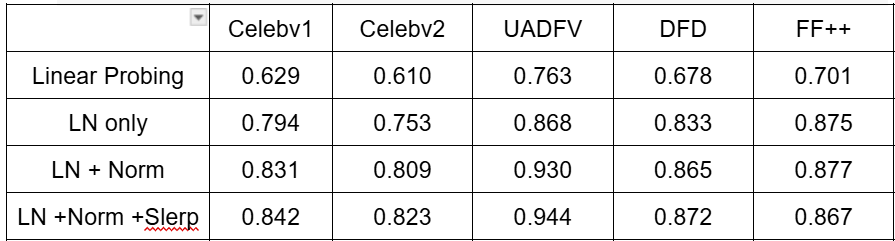 Celebv1 Celebv2 UADFV DFD FF++
Linear Probing 0.629 0.610 0.763 0.678 0.701
LN only 0.794 0.753 0.868 0.833 0.875
LN + Norm 0.831 0.809 0.930 0.865 0.877
LN +Norm +Slerp 0.842 0.823 0.944 0.872 0.867